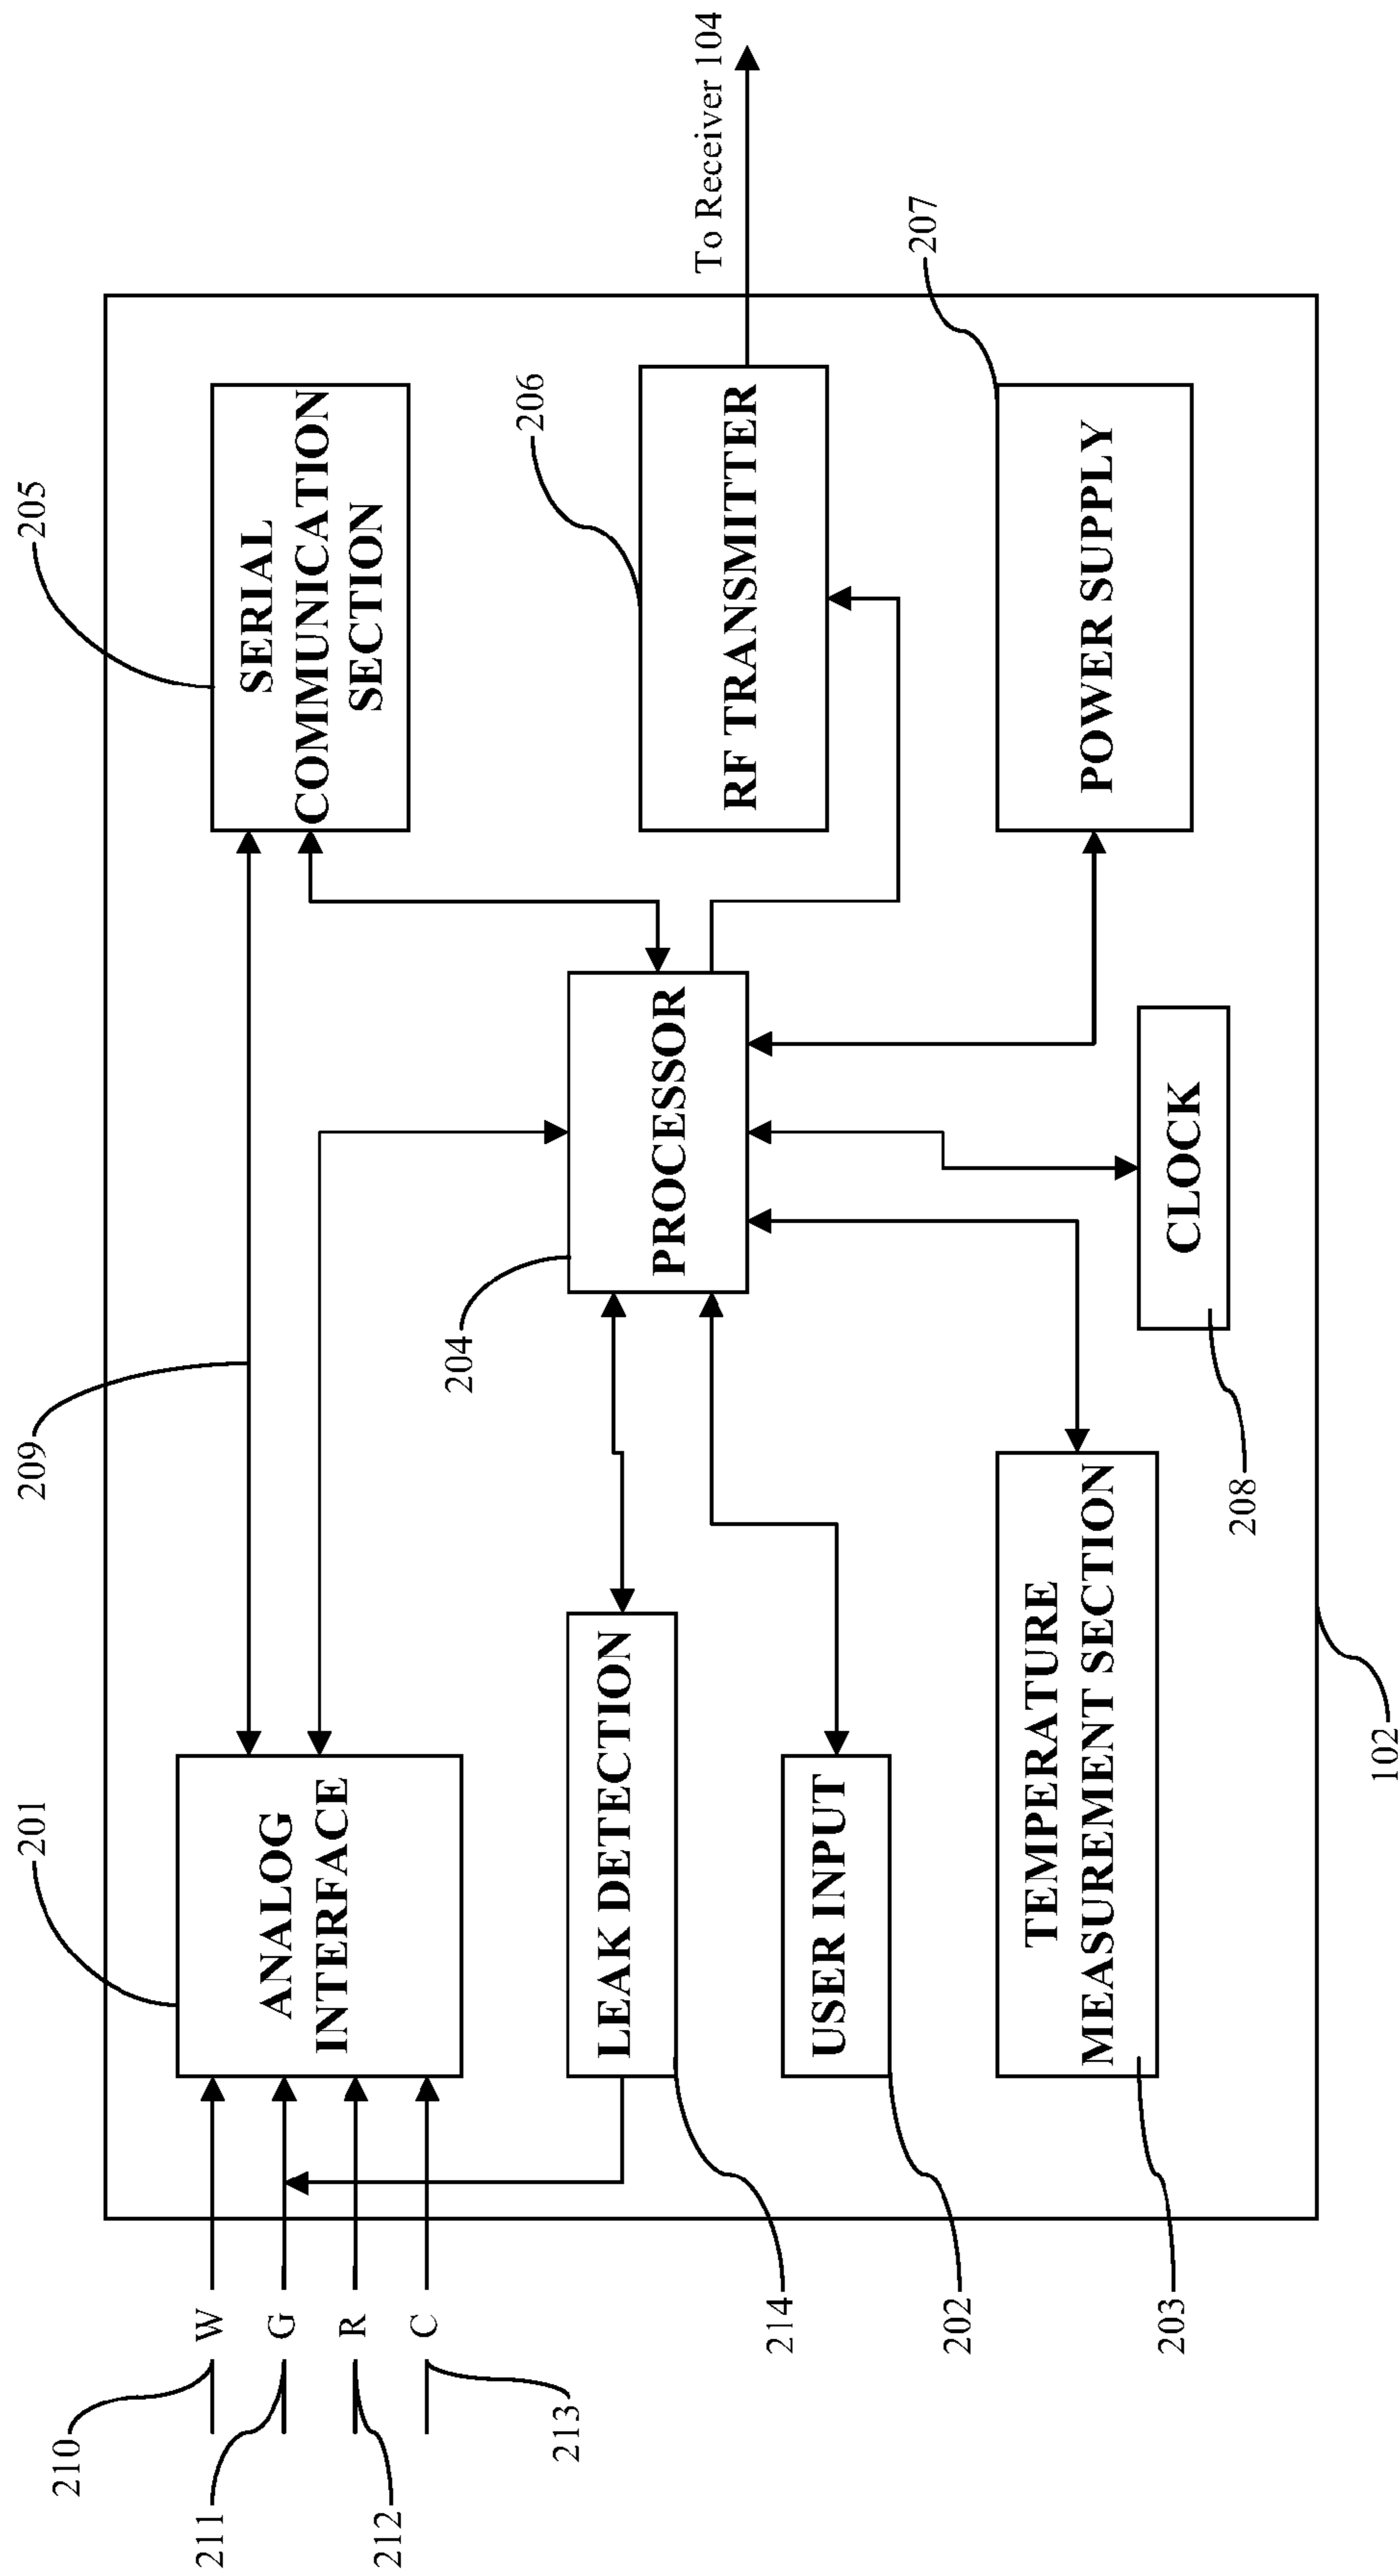 209
205
201
ANALOG
INTERFACE
SERIAL
COMMUNICATION
SECTION
210
W
211
G
212
R
C
213
204
206
To Receiver 104
LEAK DETECTION
PROCESSOR
RF TRANSMITTER
214
USER INPUT
207
202
TEMPERATURE
MEASUREMENT SECTION
POWER SUPPLY
203
CLOCK
208
102